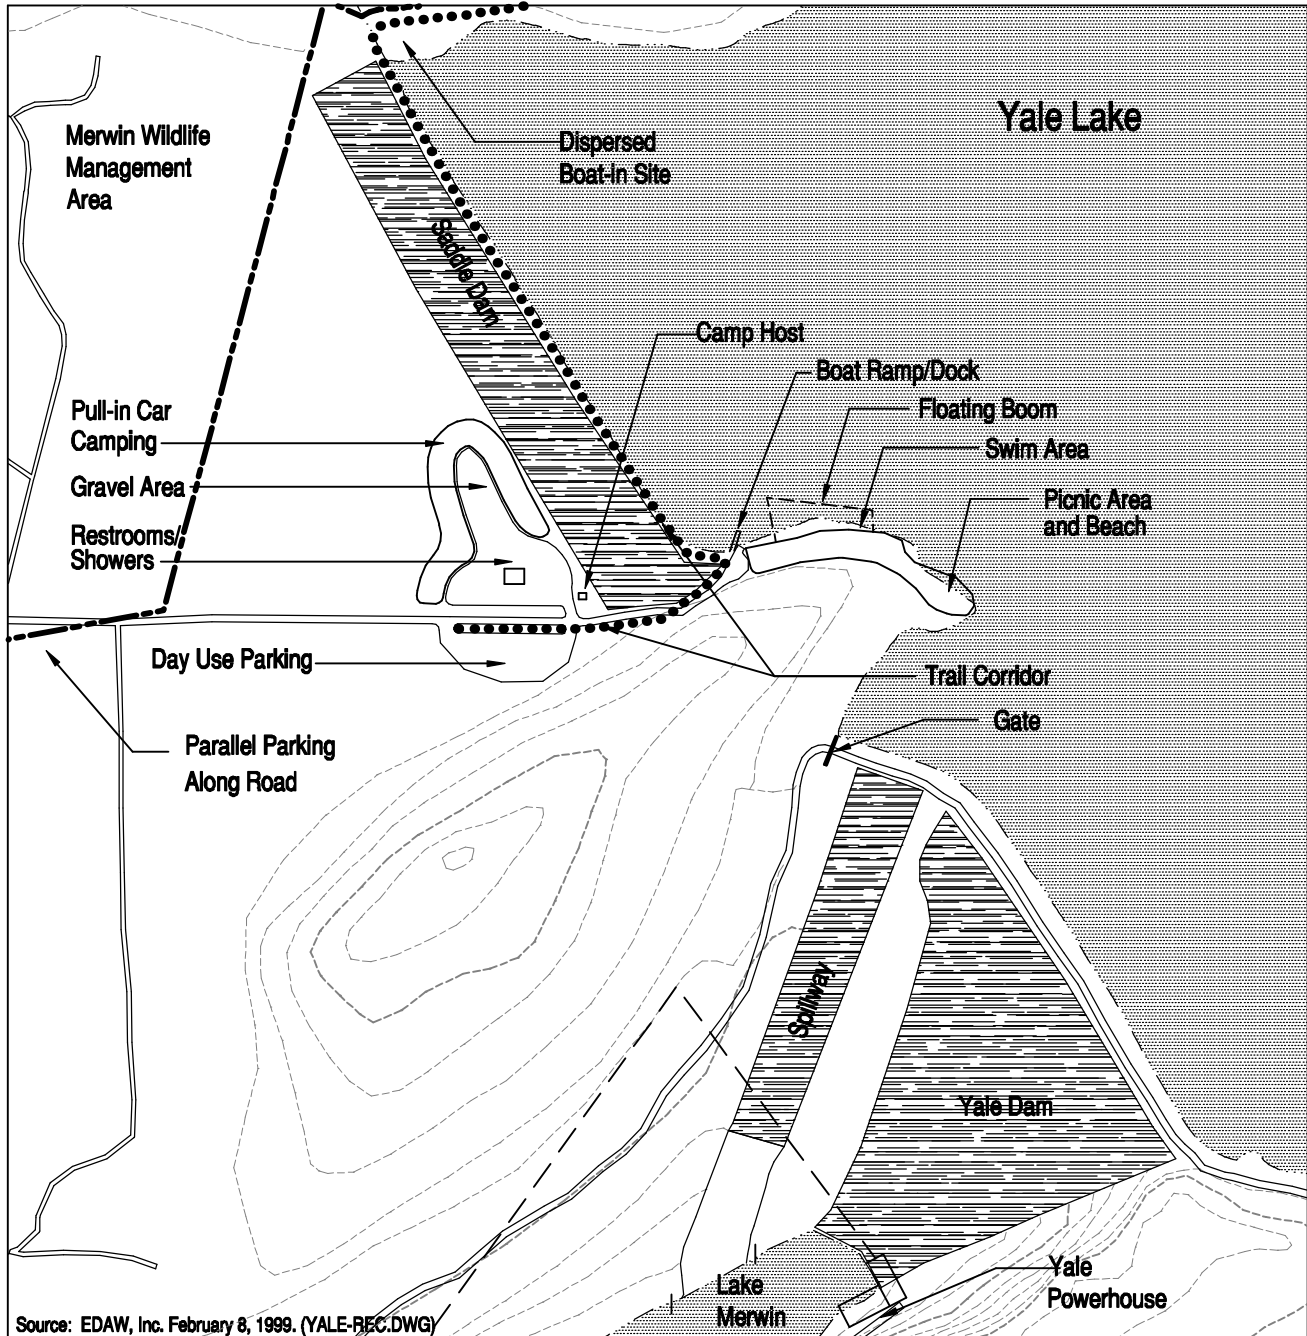 Yale Lake
Merwin Wildlife
Management
Area
Dispersed
Boat-in Site
Saddle Dam
Camp Host
Boat Ramp/Dock
Floating Boom
Swim Area
Picnic Area
and Beach
Pull-in Car
Camping
Gravel Area
Restrooms/
Showers
Day Use Parking
Trail Corridor
Gate
Parallel Parking
Along Road
Spillway
Yale Dam
Lake
Merwin
Yale
Powerhouse
Source: EDAW, Inc. February 8, 1999. (YALE-REC.DWG)